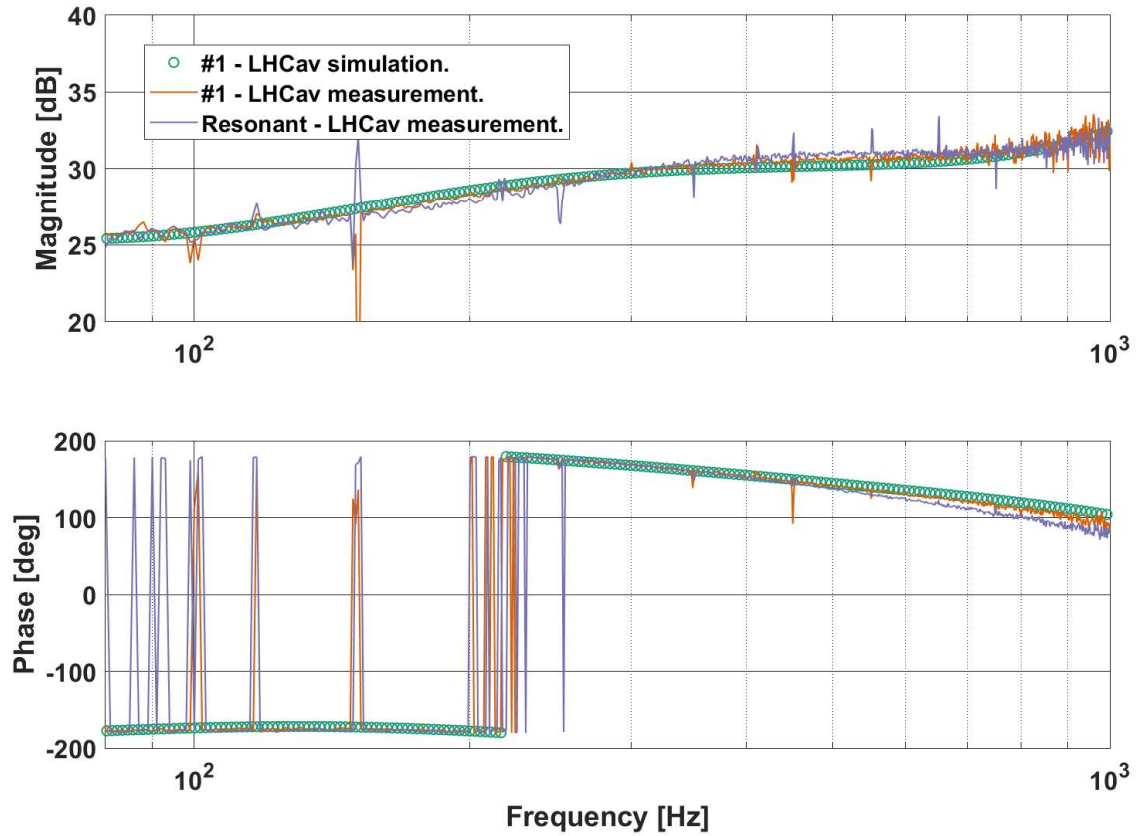 40
35
30
25
20
Magnitude [dB]
#1 - LHCav simulation.
#1 - LHCav measurement.
Resonant - LHCav measurement.
10^2
10^3
200
100
0
-100
-200
Phase [deg]
10^2
10^3
Frequency [Hz]